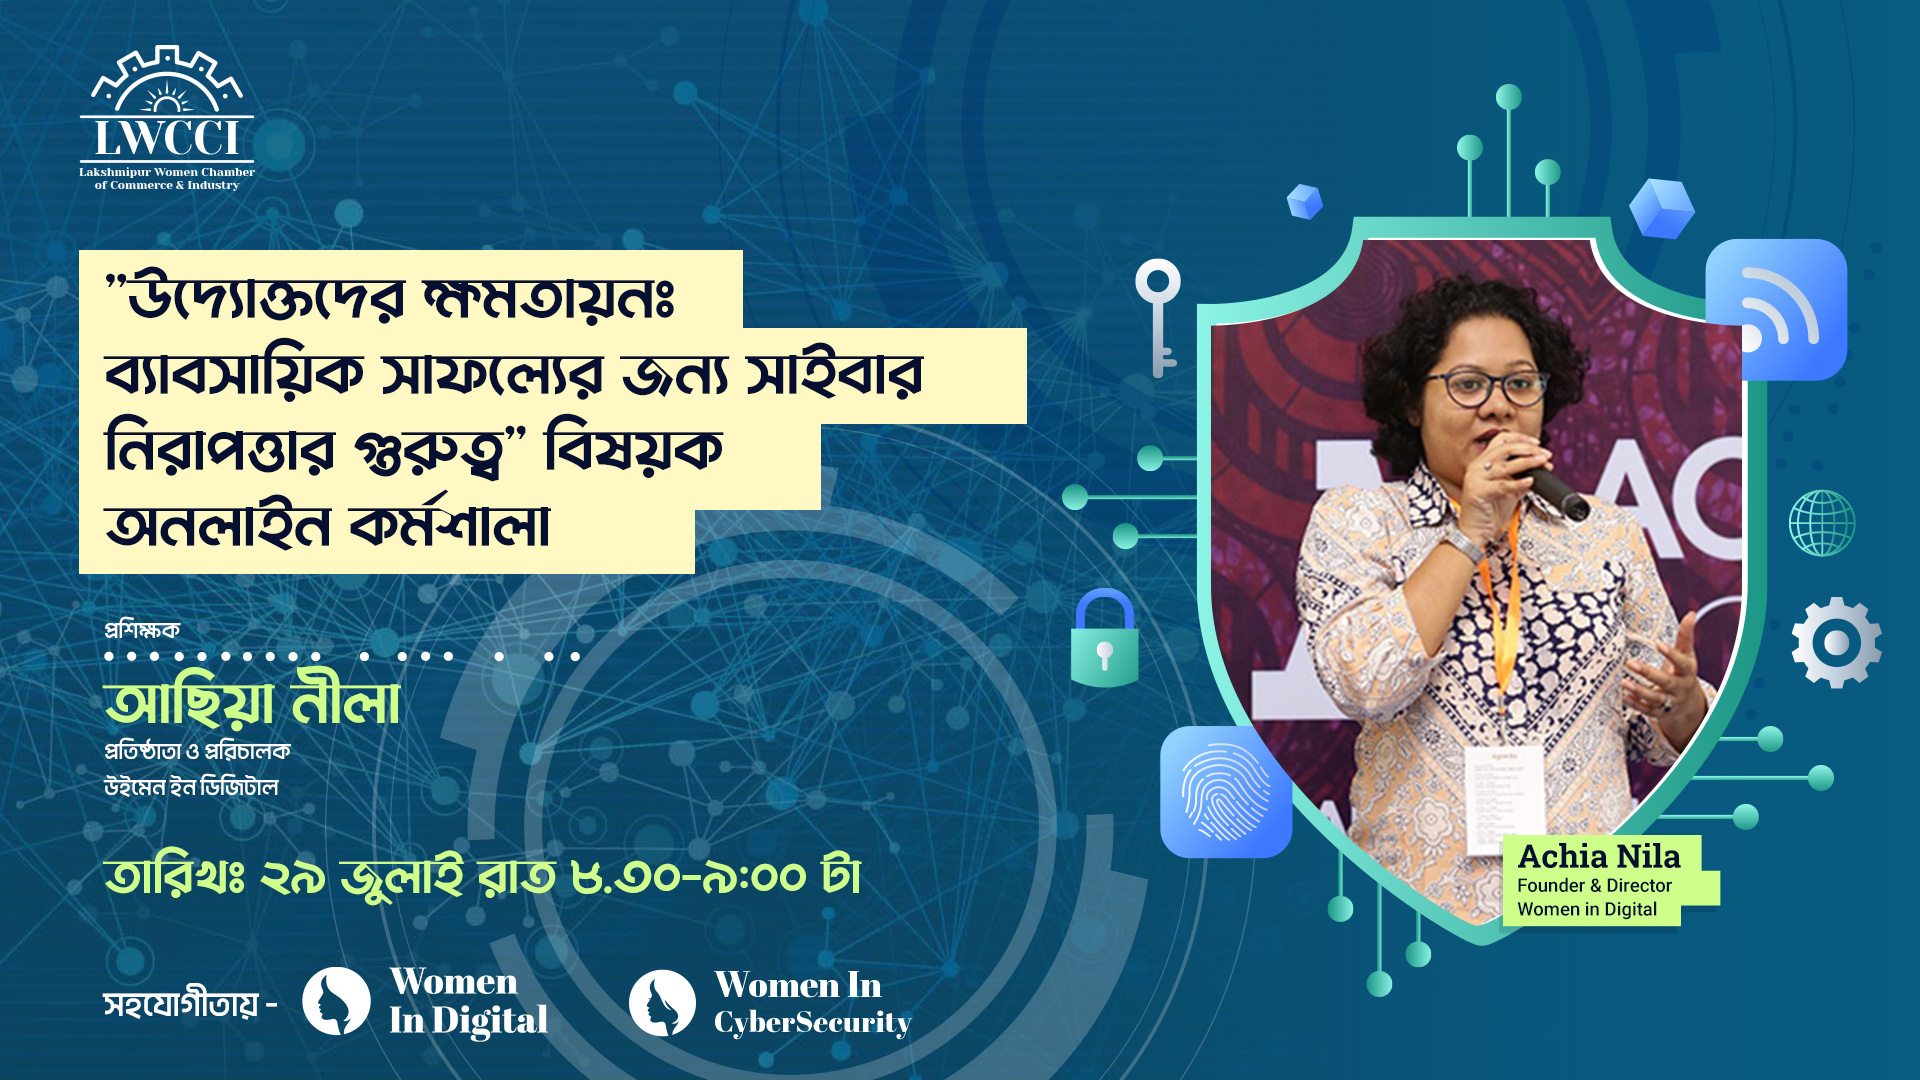 LWCCI
Lakshmipur Women Chamber
of Commerce & Industry
”উদ্যোক্তদের ক্ষমতায়নঃ
ব্যাবসায়িক সাফল্যের জন্য সাইবার
নিরাপত্তার গুরুত্ব” বিষয়ক
অনলাইন কর্মশালা
প্রশিক্ষক
আছিয়া নীলা
প্রতিষ্ঠাতা ও পরিচালক
উইমেন ইন ডিজিটাল
তারিখঃ ২৯ জুলাই রাত ৮.৩০-৯:০০ টা
সহযোগীতায় -
Women
In Digital
Women In
CyberSecurity
AC
Achia Nila
Founder & Director
Women in Digital